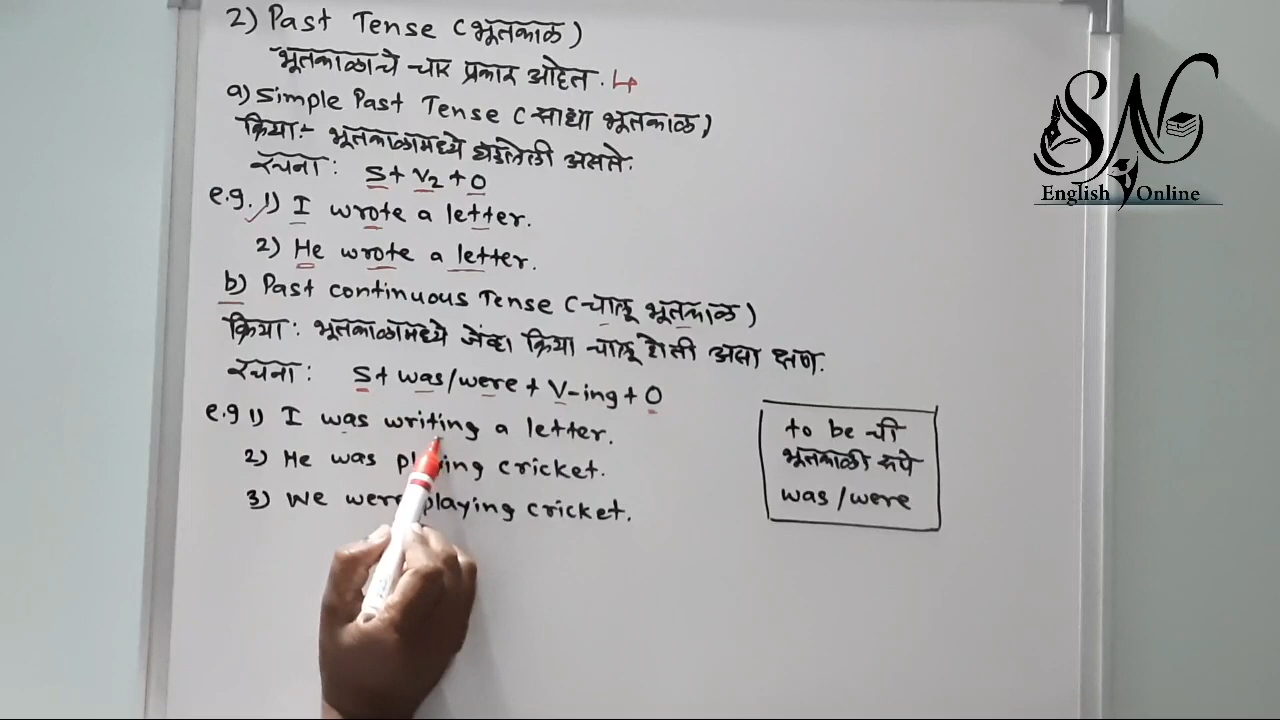 2) Past Tense (भूतकाळ)
भूतकाळाचे चार प्रकार आहेत. 4
a) Simple Past Tense (साधा भूतकाळ)
क्रिया:- भूतकाळामध्ये घडलेली असते.
रचना: S + V2 + O
e.g. 1) I wrote a letter.
2) He wrote a letter.
b) Past continuous Tense (चालू भूतकाळ)
क्रिया: भूतकाळामध्ये जेंव्हा क्रिया चालू होती असा क्षण.
रचना: S + was/were + V-ing + O
e.g 1) I was writing a letter.
2) He was playing cricket.
3) We were playing cricket.
to be ची
भूतकाळी रूपे
was/were
SN
English Online